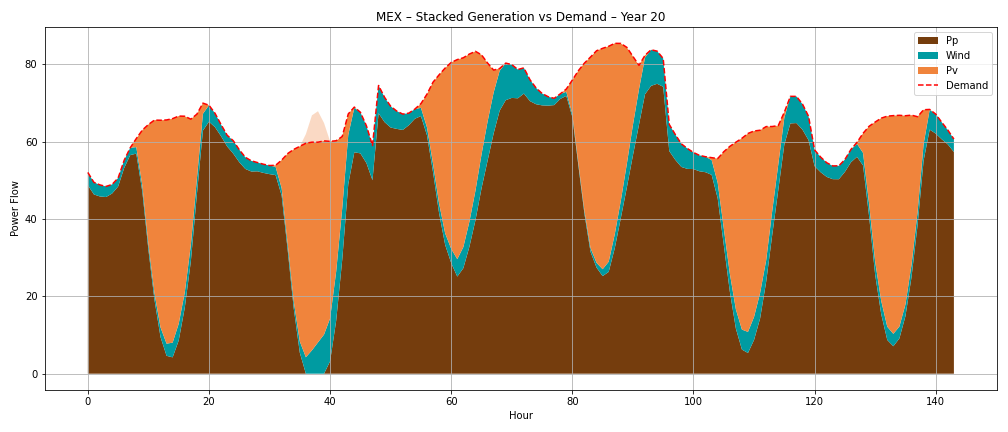 MEX – Stacked Generation vs Demand – Year 20
Pp
Wind
Pv
Demand
Power Flow
80
60
40
20
0
0 20 40 60 80 100 120 140
Hour